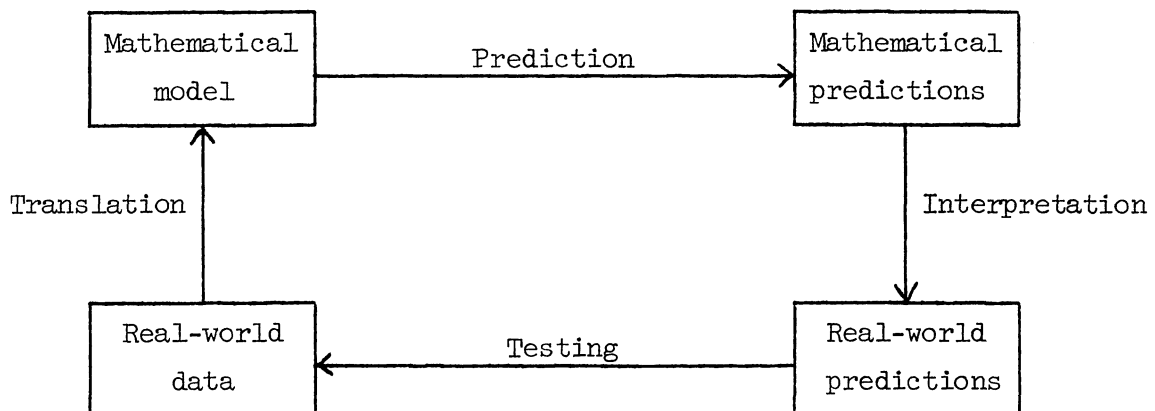 Mathematical
model
Prediction
Mathematical
predictions
Translation
Interpretation
Real-world
data
Testing
Real-world
predictions